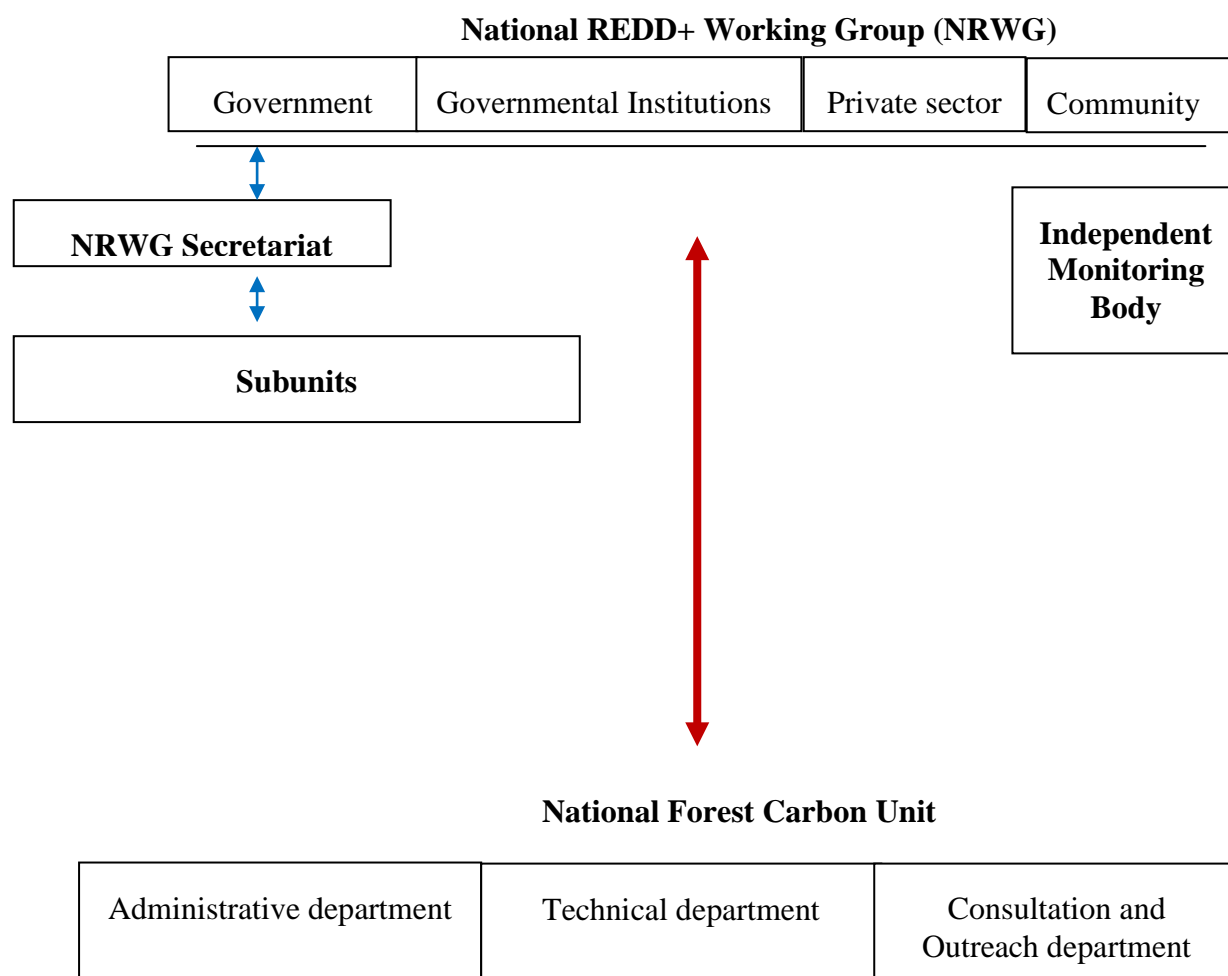 National REDD+ Working Group (NRWG)
Government
Governmental Institutions
Private sector
Community
NRWG Secretariat
Independent
Monitoring
Body
Subunits
National Forest Carbon Unit
Administrative department
Technical department
Consultation and
Outreach department